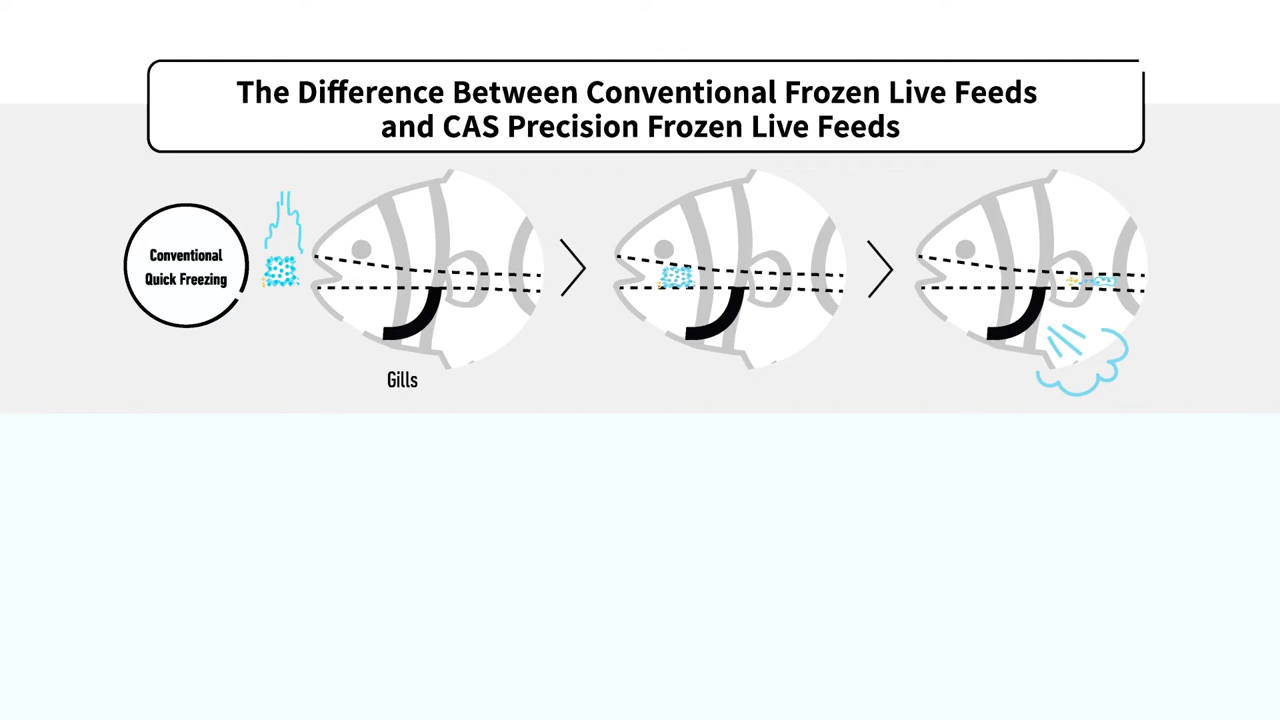 The Difference Between Conventional Frozen Live Feeds
and CAS Precision Frozen Live Feeds
Conventional
Quick Freezing
Gills